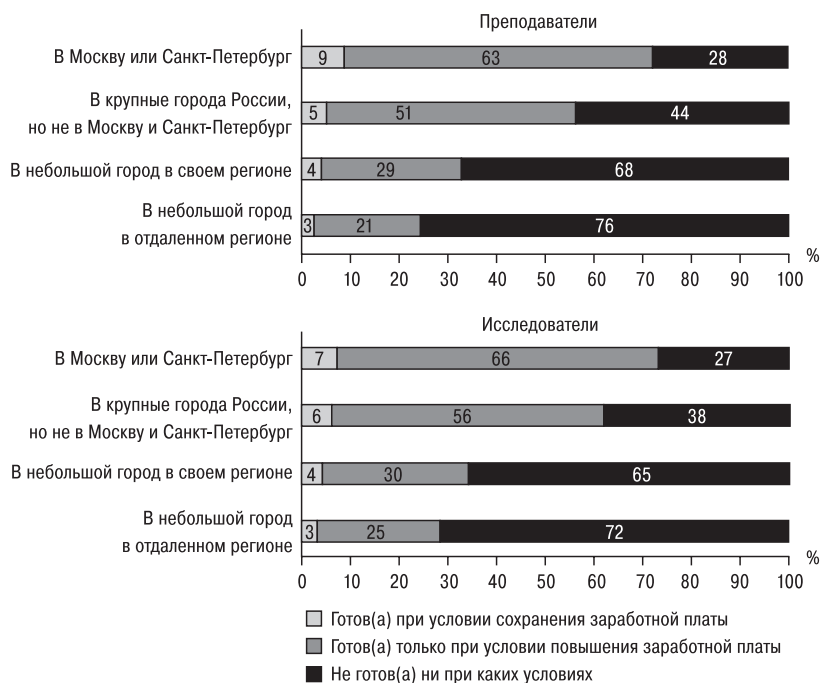 Преподаватели
В Москву или Санкт-Петербург
9 63 28
В крупные города России,
но не в Москву и Санкт-Петербург
5 51 44
В небольшой город в своем регионе
4 29 68
В небольшой город
в отдаленном регионе
3 21 76
%
0 10 20 30 40 50 60 70 80 90 100
Исследователи
В Москву или Санкт-Петербург
7 66 27
В крупные города России,
но не в Москву и Санкт-Петербург
6 56 38
В небольшой город в своем регионе
4 30 65
В небольшой город
в отдаленном регионе
3 25 72
%
0 10 20 30 40 50 60 70 80 90 100
Готов(а) при условии сохранения заработной платы
Готов(а) только при условии повышения заработной платы
Не готов(а) ни при каких условиях